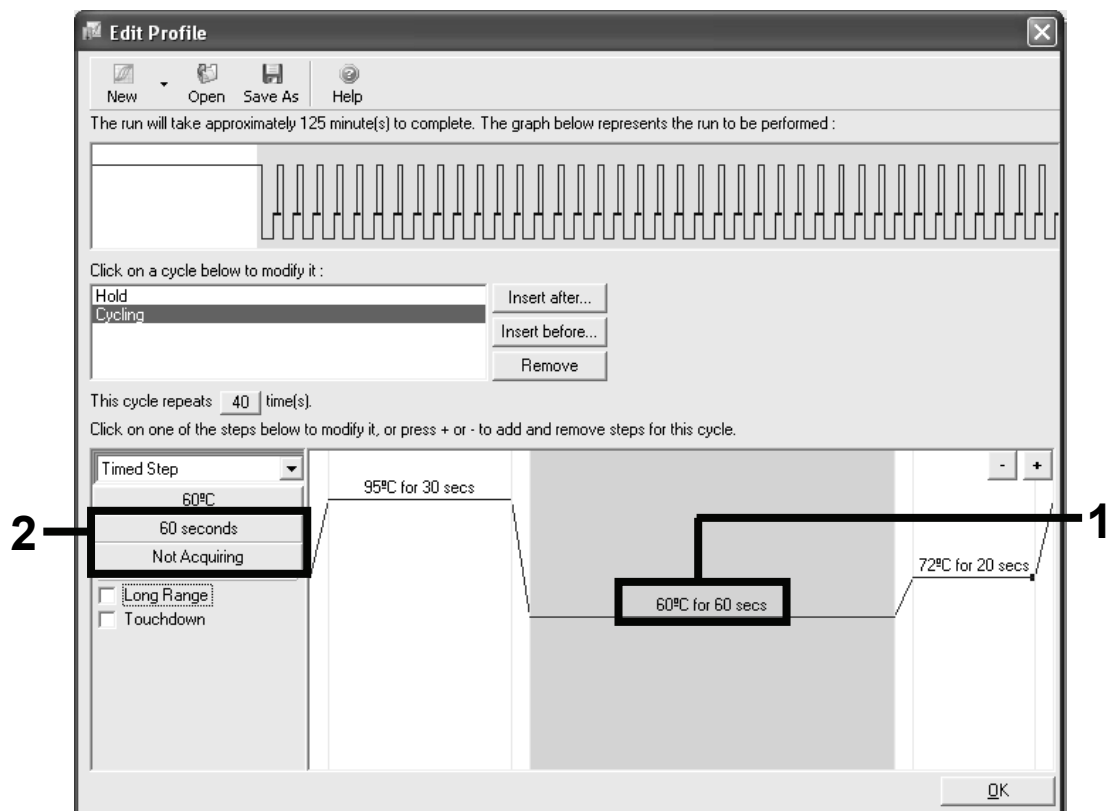 Edit Profile
New Open Save As Help
The run will take approximately 125 minute(s) to complete. The graph below represents the run to be performed :
Click on a cycle below to modify it :
Hold
Cycling
Insert after...
Insert before...
Remove
This cycle repeats 40 time(s).
Click on one of the steps below to modify it, or press + or - to add and remove steps for this cycle.
Timed Step
60ºC
60 seconds
Not Acquiring
Long Range
Touchdown
2
95ºC for 30 secs
60ºC for 60 secs
72ºC for 20 secs
- +
1
OK